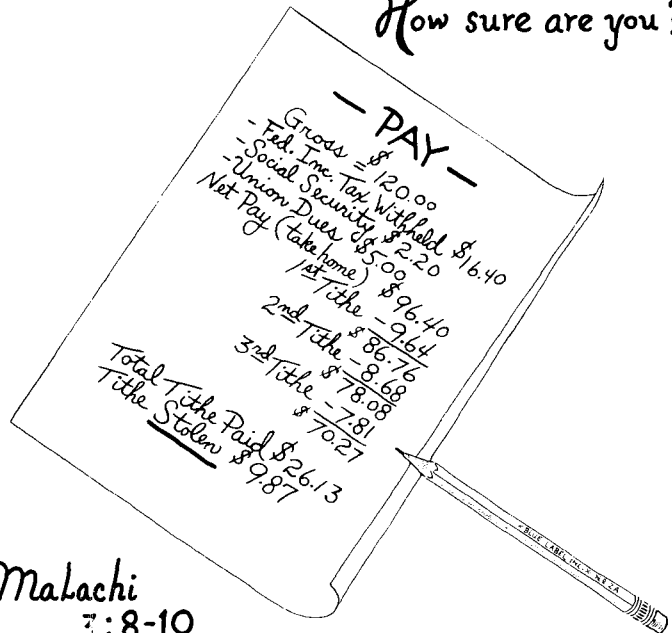 How sure are you?
— PAY —
Gross = $120.00
- Fed. Inc. Tax Withheld $16.40
- Social Security $2.20
- Union Dues $5.00
Net Pay (take home) $96.40
1st Tithe - 9.64
$ 86.76
2nd Tithe - 8.68
$ 78.08
3rd Tithe - 7.81
$ 70.27
Total Tithe Paid $26.13
Tithe Stolen $9.87
BLUE LABEL INC.
Malachi
:8-10